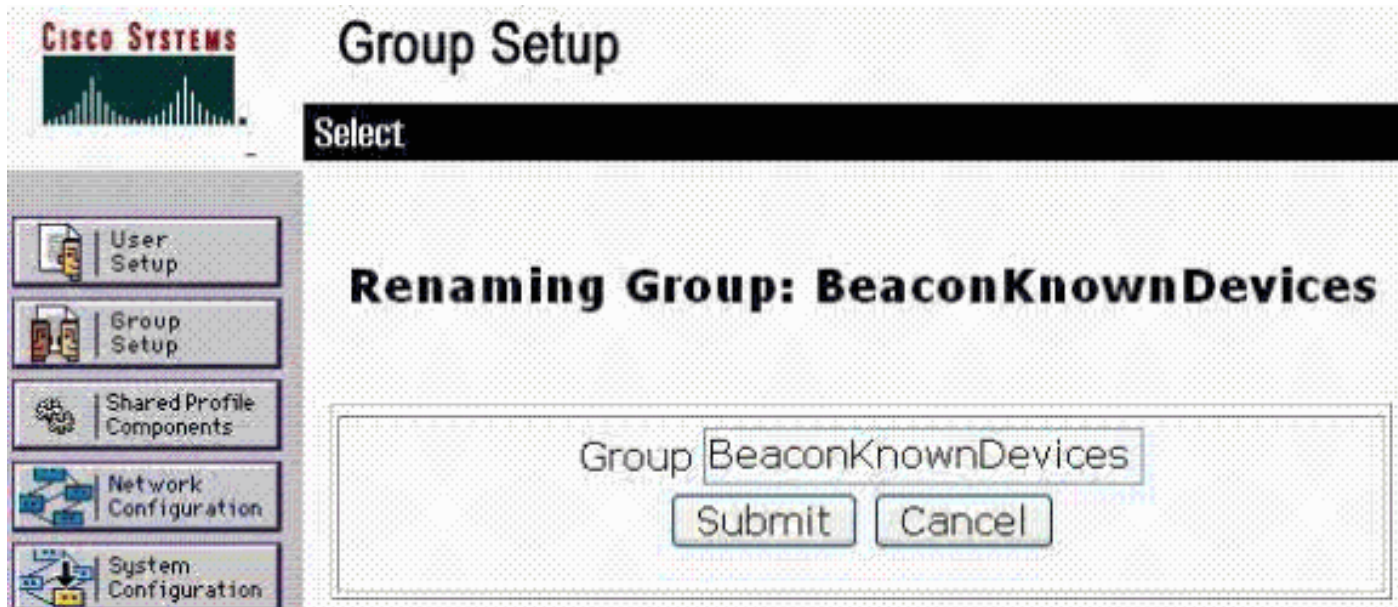 CISCO SYSTEMS
Group Setup
Select
User
Setup
Group
Setup
Shared Profile
Components
Network
Configuration
System
Configuration
Renaming Group: BeaconKnownDevices
Group BeaconKnownDevices
Submit Cancel